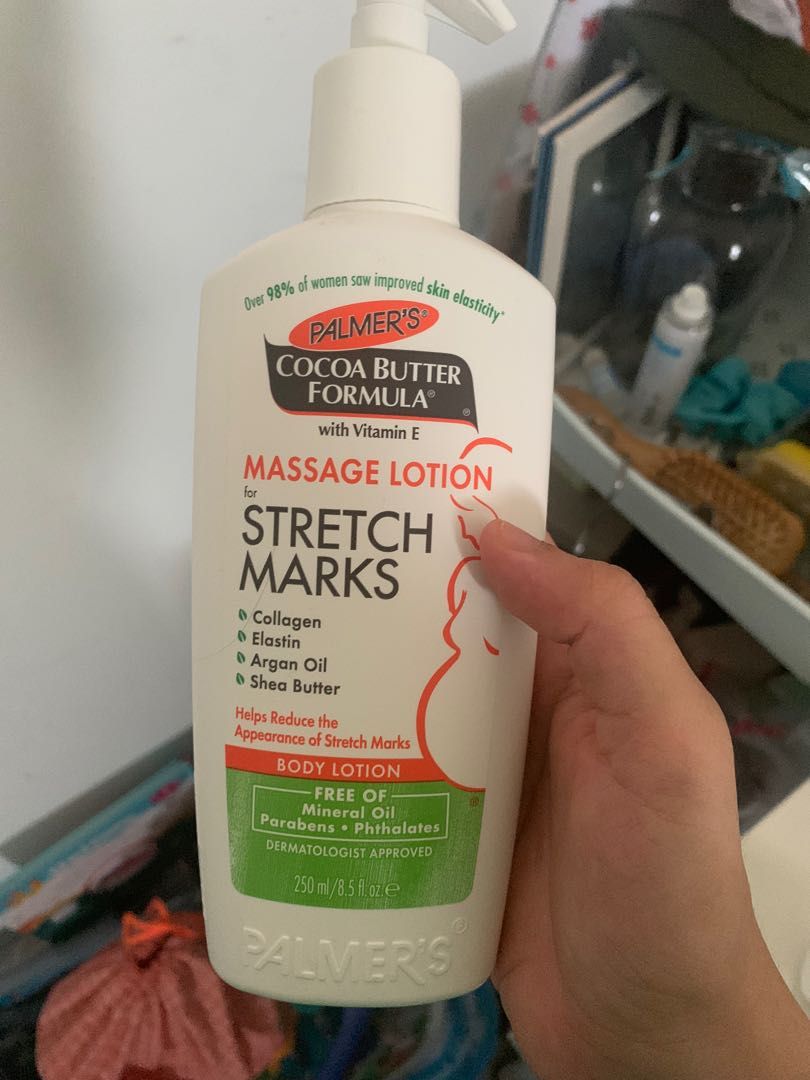 Over 98% of women saw improved skin elasticity*
PALMER'S®
COCOA BUTTER
FORMULA®
with Vitamin E
MASSAGE LOTION
for
STRETCH
MARKS
Collagen
Elastin
Argan Oil
Shea Butter
Helps Reduce the
Appearance of Stretch Marks
BODY LOTION
FREE OF
Mineral Oil
Parabens • Phthalates
DERMATOLOGIST APPROVED
250 ml/8.5 fl. oz. e
PALMER'S®